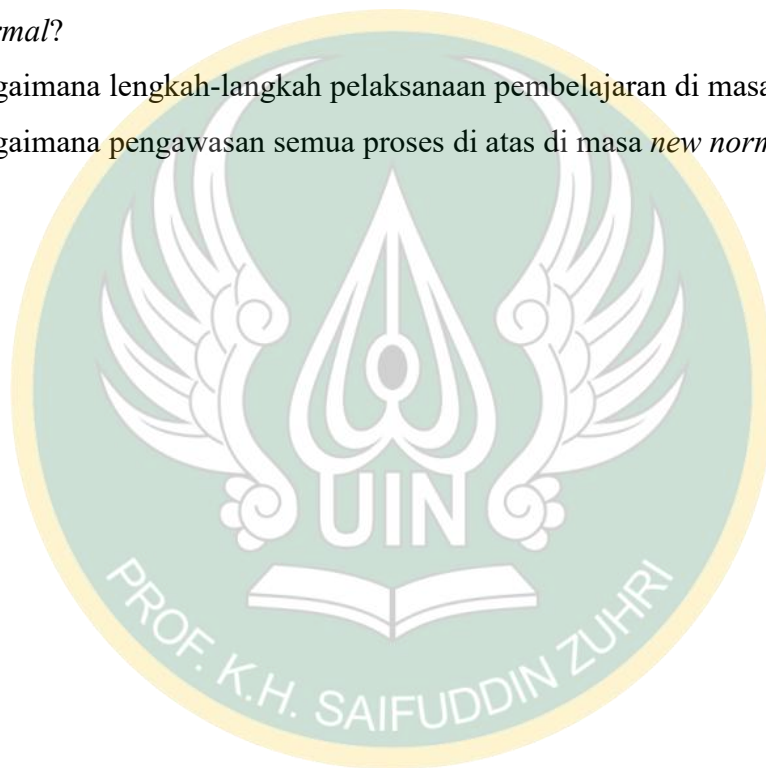 rmal?
gaimana lengkah-langkah pelaksanaan pembelajaran di masa
gaimana pengawasan semua proses di atas di masa new norm
UIN
PROF. K.H. SAIFUDDIN ZUHRI